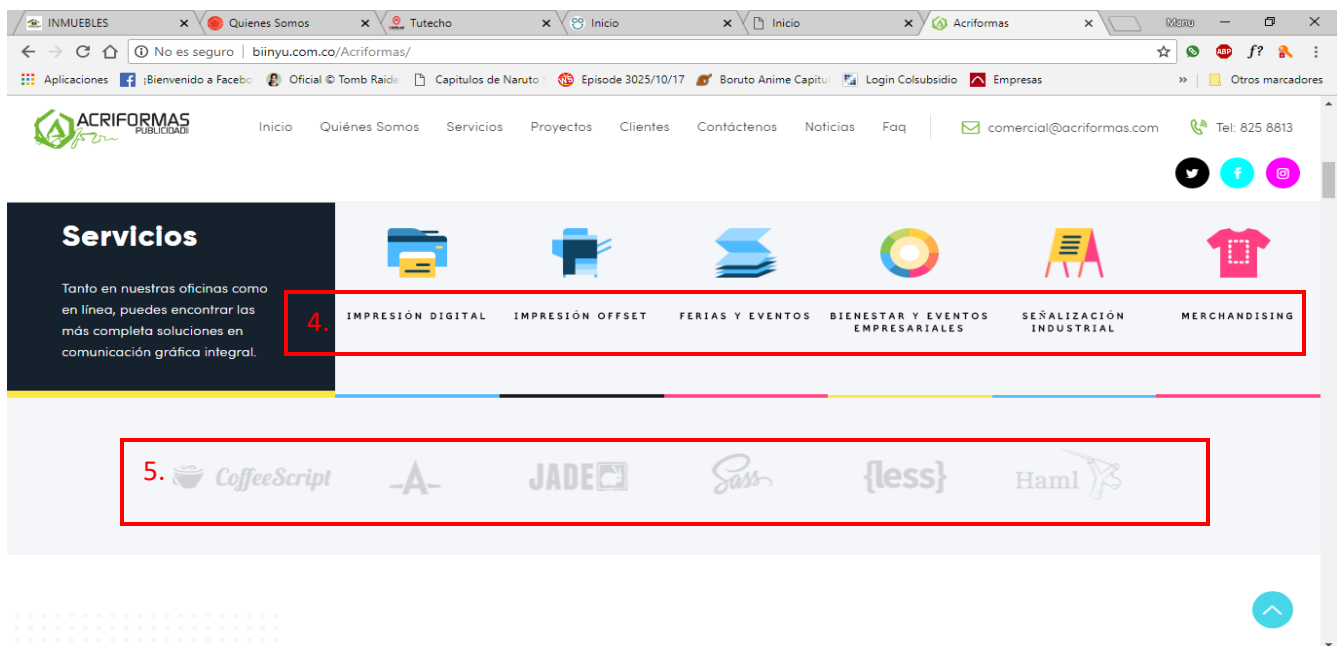 INMUEBLES
Quienes Somos
Tutecho
Inicio
Inicio
Acriformas
Manu
No es seguro | biinyu.com.co/Acriformas/
ABP
f?
Aplicaciones
¡Bienvenido a Facebo
Oficial © Tomb Raide
Capitulos de Naruto
Episode 3025/10/17
Boruto Anime Capitul
Login Colsubsidio
Empresas
»
Otros marcadores
ACRIFORMAS
PUBLICIDAD
Inicio
Quiénes Somos
Servicios
Proyectos
Clientes
Contáctenos
Noticias
Faq
comercial@acriformas.com
Tel: 825 8813
Servicios
Tanto en nuestras oficinas como
en línea, puedes encontrar las
más completa soluciones en
comunicación gráfica integral.
4.
IMPRESIÓN DIGITAL
IMPRESIÓN OFFSET
FERIAS Y EVENTOS
BIENESTAR Y EVENTOS
EMPRESARIALES
SEÑALIZACIÓN
INDUSTRIAL
MERCHANDISING
5.
CoffeeScript
-A-
JADE
Sass
{less}
Haml